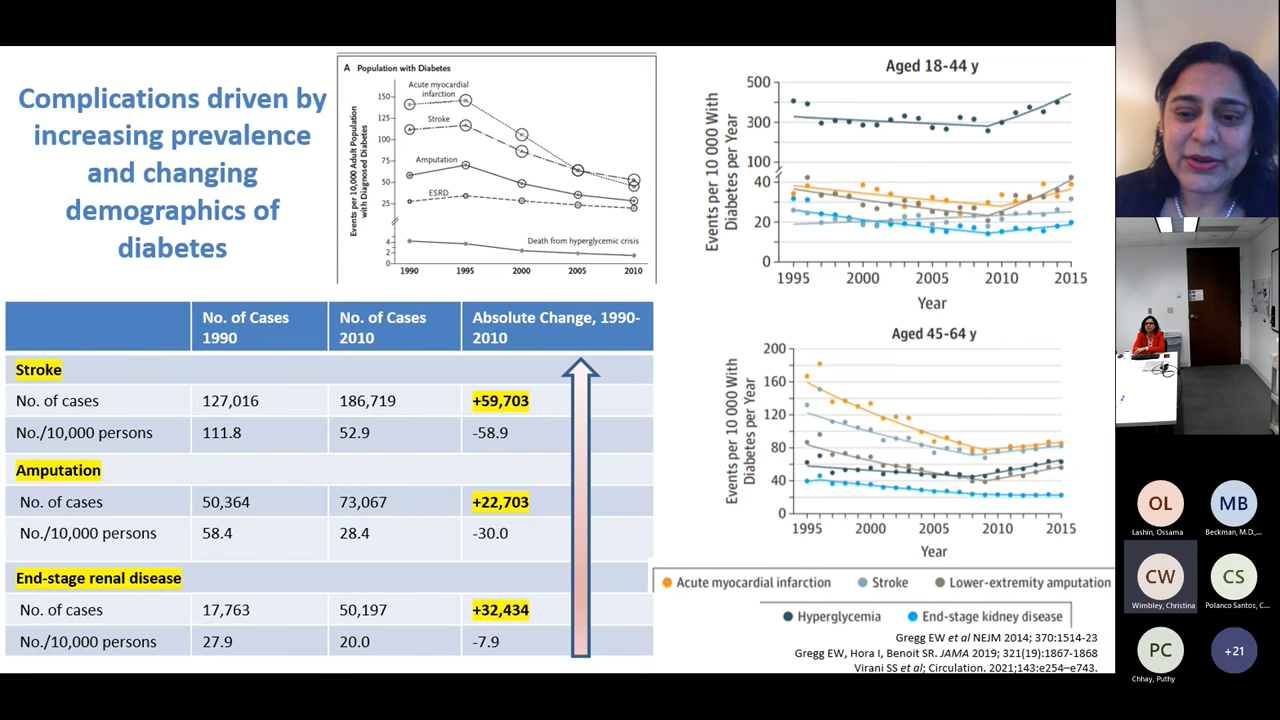 Complications driven by
increasing prevalence
and changing
demographics of
diabetes
A Population with Diabetes
Acute myocardial
infarction
Stroke
Amputation
ESRD
Death from hyperglycemic crisis
Events per 10,000 Adult Population
with Diagnosed Diabetes
150
125
100
75
50
25
4
2
0
1990 1995 2000 2005 2010
No. of Cases
1990
No. of Cases
2010
Absolute Change, 1990-
2010
Stroke
No. of cases 127,016 186,719 +59,703
No./10,000 persons 111.8 52.9 -58.9
Amputation
No. of cases 50,364 73,067 +22,703
No./10,000 persons 58.4 28.4 -30.0
End-stage renal disease
No. of cases 17,763 50,197 +32,434
No./10,000 persons 27.9 20.0 -7.9
Aged 18-44 y
Events per 10 000 With
Diabetes per Year
500
300
100
40
20
0
1995 2000 2005 2010 2015
Year
Aged 45-64 y
Events per 10 000 With
Diabetes per Year
200
160
120
80
40
0
1995 2000 2005 2010 2015
Year
Acute myocardial infarction Stroke Lower-extremity amputation
Hyperglycemia End-stage kidney disease
Gregg EW et al NEJM 2014; 370:1514-23
Gregg EW, Hora I, Benoit SR. JAMA 2019; 321(19):1867-1868
Virani SS et al; Circulation. 2021;143:e254–e743.
OL
Lashin, Ossama
MB
Beckman, M.D.,...
CW
Wimbley, Christina
CS
Polanco Santos, C...
PC
Chhay, Puthy
+21